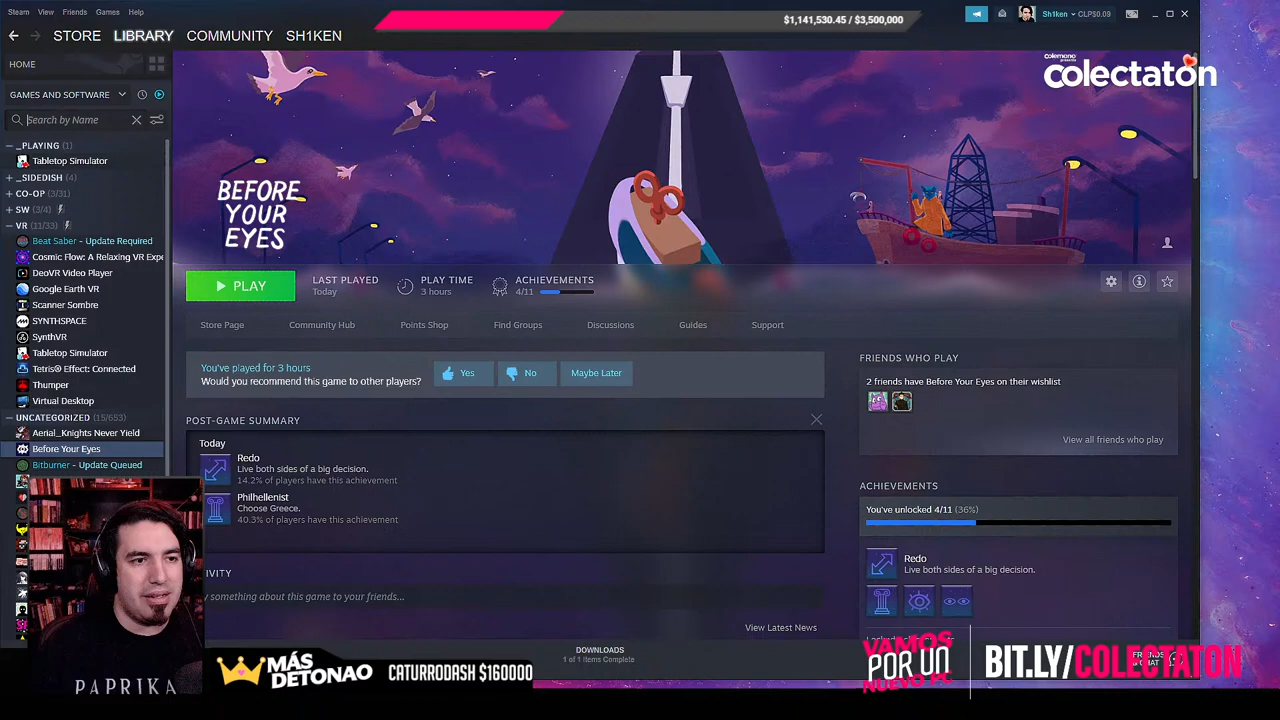 Steam View Friends Games Help
$1,141,530.45 / $3,500,000
Sh1ken CLP$0.09
STORE LIBRARY COMMUNITY SH1KEN
colemono presents
colectatón
HOME
GAMES AND SOFTWARE
Search by Name
_PLAYING (1)
Tabletop Simulator
_SIDEDISH (4)
CO-OP (3/31)
SW (3/4)
VR (11/33)
Beat Saber - Update Required
Cosmic Flow: A Relaxing VR Expe
DeoVR Video Player
Google Earth VR
Scanner Sombre
SYNTHSPACE
SynthVR
Tabletop Simulator
Tetris® Effect: Connected
Thumper
Virtual Desktop
UNCATEGORIZED (15/653)
Aerial_Knights Never Yield
Before Your Eyes
Bitburner - Update Queued
BEFORE
YOUR
EYES
PLAY
LAST PLAYED
Today
PLAY TIME
3 hours
ACHIEVEMENTS
4/11
Store Page Community Hub Points Shop Find Groups Discussions Guides Support
You've played for 3 hours
Would you recommend this game to other players?
Yes No Maybe Later
POST-GAME SUMMARY
Today
Redo
Live both sides of a big decision.
14.2% of players have this achievement
Philhellenist
Choose Greece.
40.3% of players have this achievement
IVITY
y something about this game to your friends...
View Latest News
FRIENDS WHO PLAY
2 friends have Before Your Eyes on their wishlist
View all friends who play
ACHIEVEMENTS
You've unlocked 4/11 (36%)
Redo
Live both sides of a big decision.
DOWNLOADS
1 of 1 Items Complete
FRIENDS
& CHAT
PAPRIKA
MÁS
DETONAO
CATURRODASH $160000
VAMOS
POR UN
NUEVO PC
BIT.LY/COLECTATON